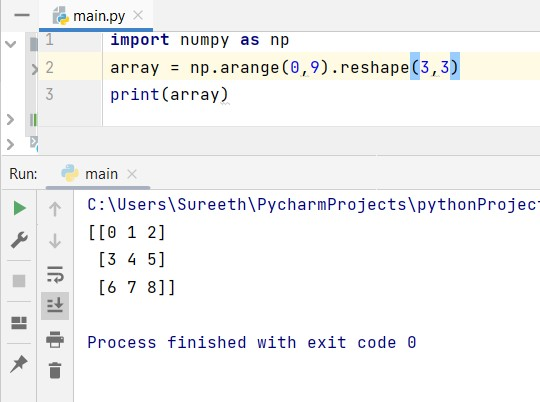 main.py
1 import numpy as np
2 array = np.arange(0,9).reshape(3,3)
3 print(array)
Run: main
C:\Users\Sureeth\PycharmProjects\pythonProject
[[0 1 2]
 [3 4 5]
 [6 7 8]]
Process finished with exit code 0